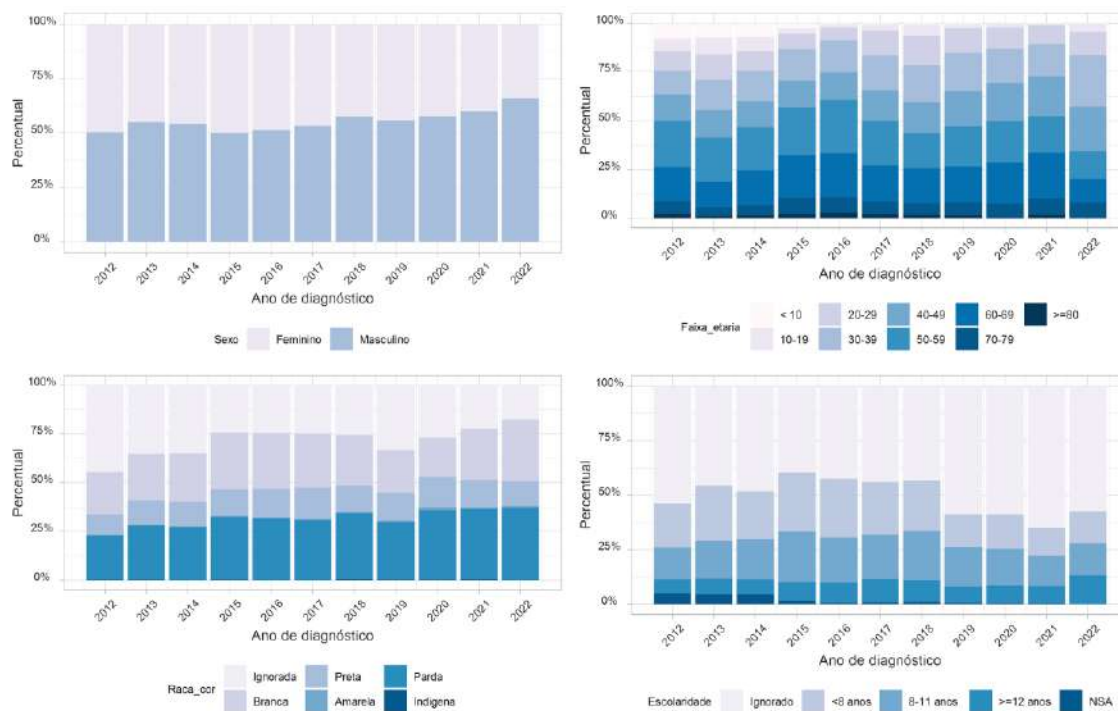 100%
75%
50%
25%
0%
Percentual
2012 2013 2014 2015 2016 2017 2018 2019 2020 2021 2022
Ano de diagnóstico
Sexo Feminino Masculino
100%
75%
50%
25%
0%
Percentual
2012 2013 2014 2015 2016 2017 2018 2019 2020 2021 2022
Ano de diagnóstico
Faixa_etaria
< 10 20-29 40-49 60-69 >=80
10-19 30-39 50-59 70-79
100%
75%
50%
25%
0%
Percentual
2012 2013 2014 2015 2016 2017 2018 2019 2020 2021 2022
Ano de diagnóstico
Raca_cor
Ignorada Preta Parda
Branca Amarela Indigena
100%
75%
50%
25%
0%
Percentual
2012 2013 2014 2015 2016 2017 2018 2019 2020 2021 2022
Ano de diagnóstico
Escolaridade Ignorado <8 anos 8-11 anos >=12 anos NSA